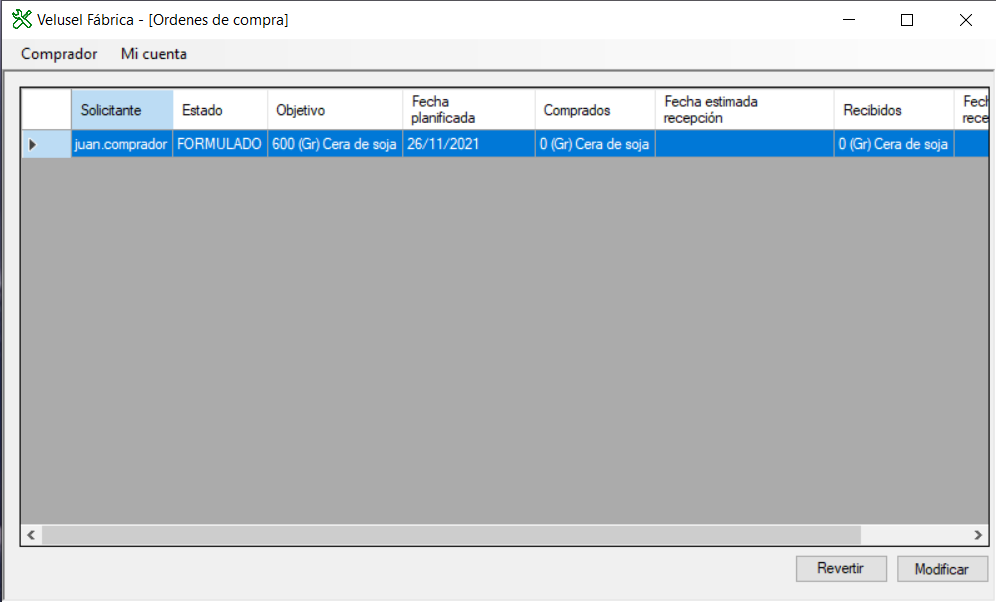 Velusel Fábrica - [Ordenes de compra]
Comprador Mi cuenta
Solicitante Estado Objetivo Fecha planificada Comprados Fecha estimada recepción Recibidos Fech rece
juan.comprador FORMULADO 600 (Gr) Cera de soja 26/11/2021 0 (Gr) Cera de soja 0 (Gr) Cera de soja
Revertir Modificar